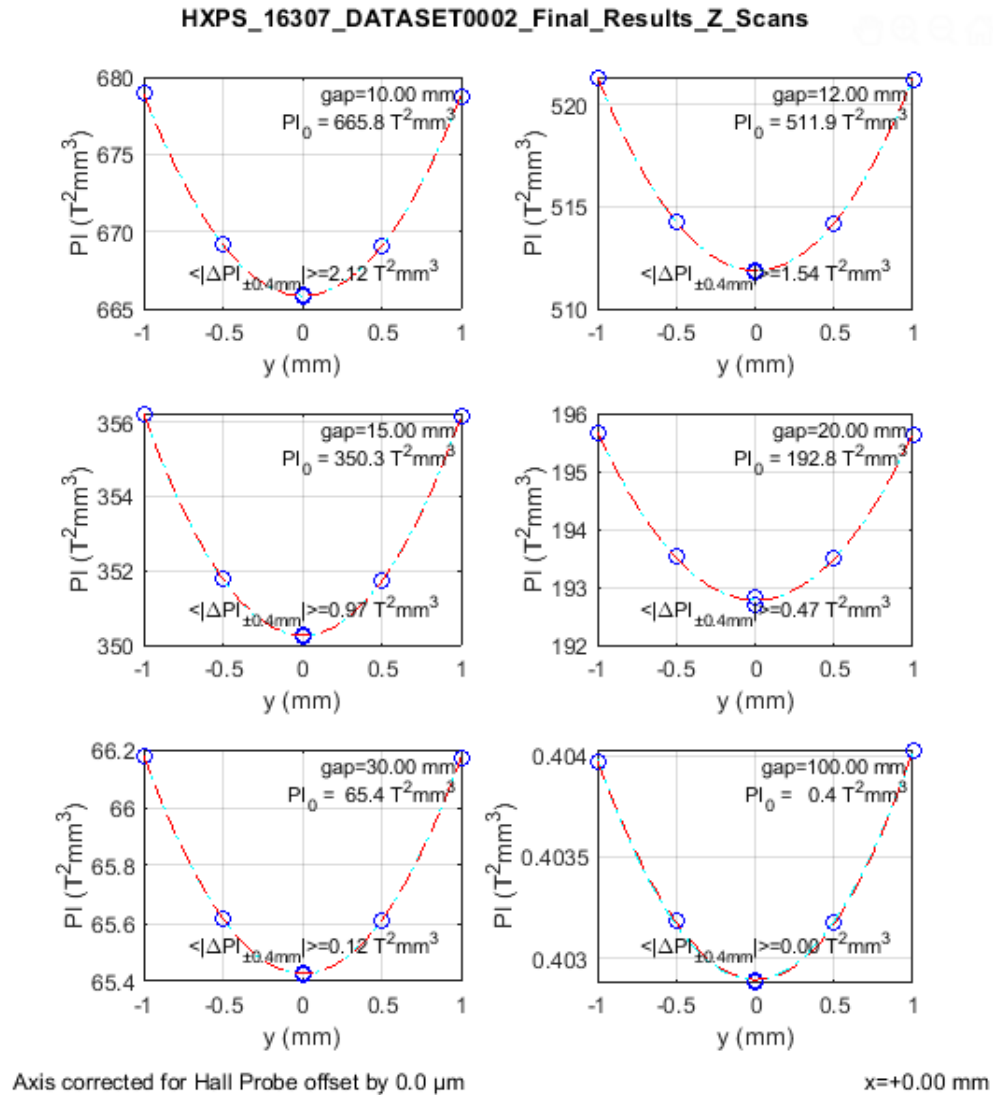 HXPS_16307_DATASET0002_Final_Results_Z_Scans
680
675
670
665
PI (T²mm³)
gap=10.00 mm
PI₀ = 665.8 T²mm³
<|ΔPI±0.4mm|>=2.12 T²mm³
-1 -0.5 0 0.5 1
y (mm)
520
515
510
PI (T²mm³)
gap=12.00 mm
PI₀ = 511.9 T²mm³
<|ΔPI±0.4mm|>=1.54 T²mm³
-1 -0.5 0 0.5 1
y (mm)
356
354
352
350
PI (T²mm³)
gap=15.00 mm
PI₀ = 350.3 T²mm³
<|ΔPI±0.4mm|>=0.97 T²mm³
-1 -0.5 0 0.5 1
y (mm)
196
195
194
193
192
PI (T²mm³)
gap=20.00 mm
PI₀ = 192.8 T²mm³
<|ΔPI±0.4mm|>=0.47 T²mm³
-1 -0.5 0 0.5 1
y (mm)
66.2
66
65.8
65.6
65.4
PI (T²mm³)
gap=30.00 mm
PI₀ = 65.4 T²mm³
<|ΔPI±0.4mm|>=0.12 T²mm³
-1 -0.5 0 0.5 1
y (mm)
0.404
0.4035
0.403
PI (T²mm³)
gap=100.00 mm
PI₀ = 0.4 T²mm³
<|ΔPI±0.4mm|>=0.00 T²mm³
-1 -0.5 0 0.5 1
y (mm)
Axis corrected for Hall Probe offset by 0.0 μm
x=+0.00 mm